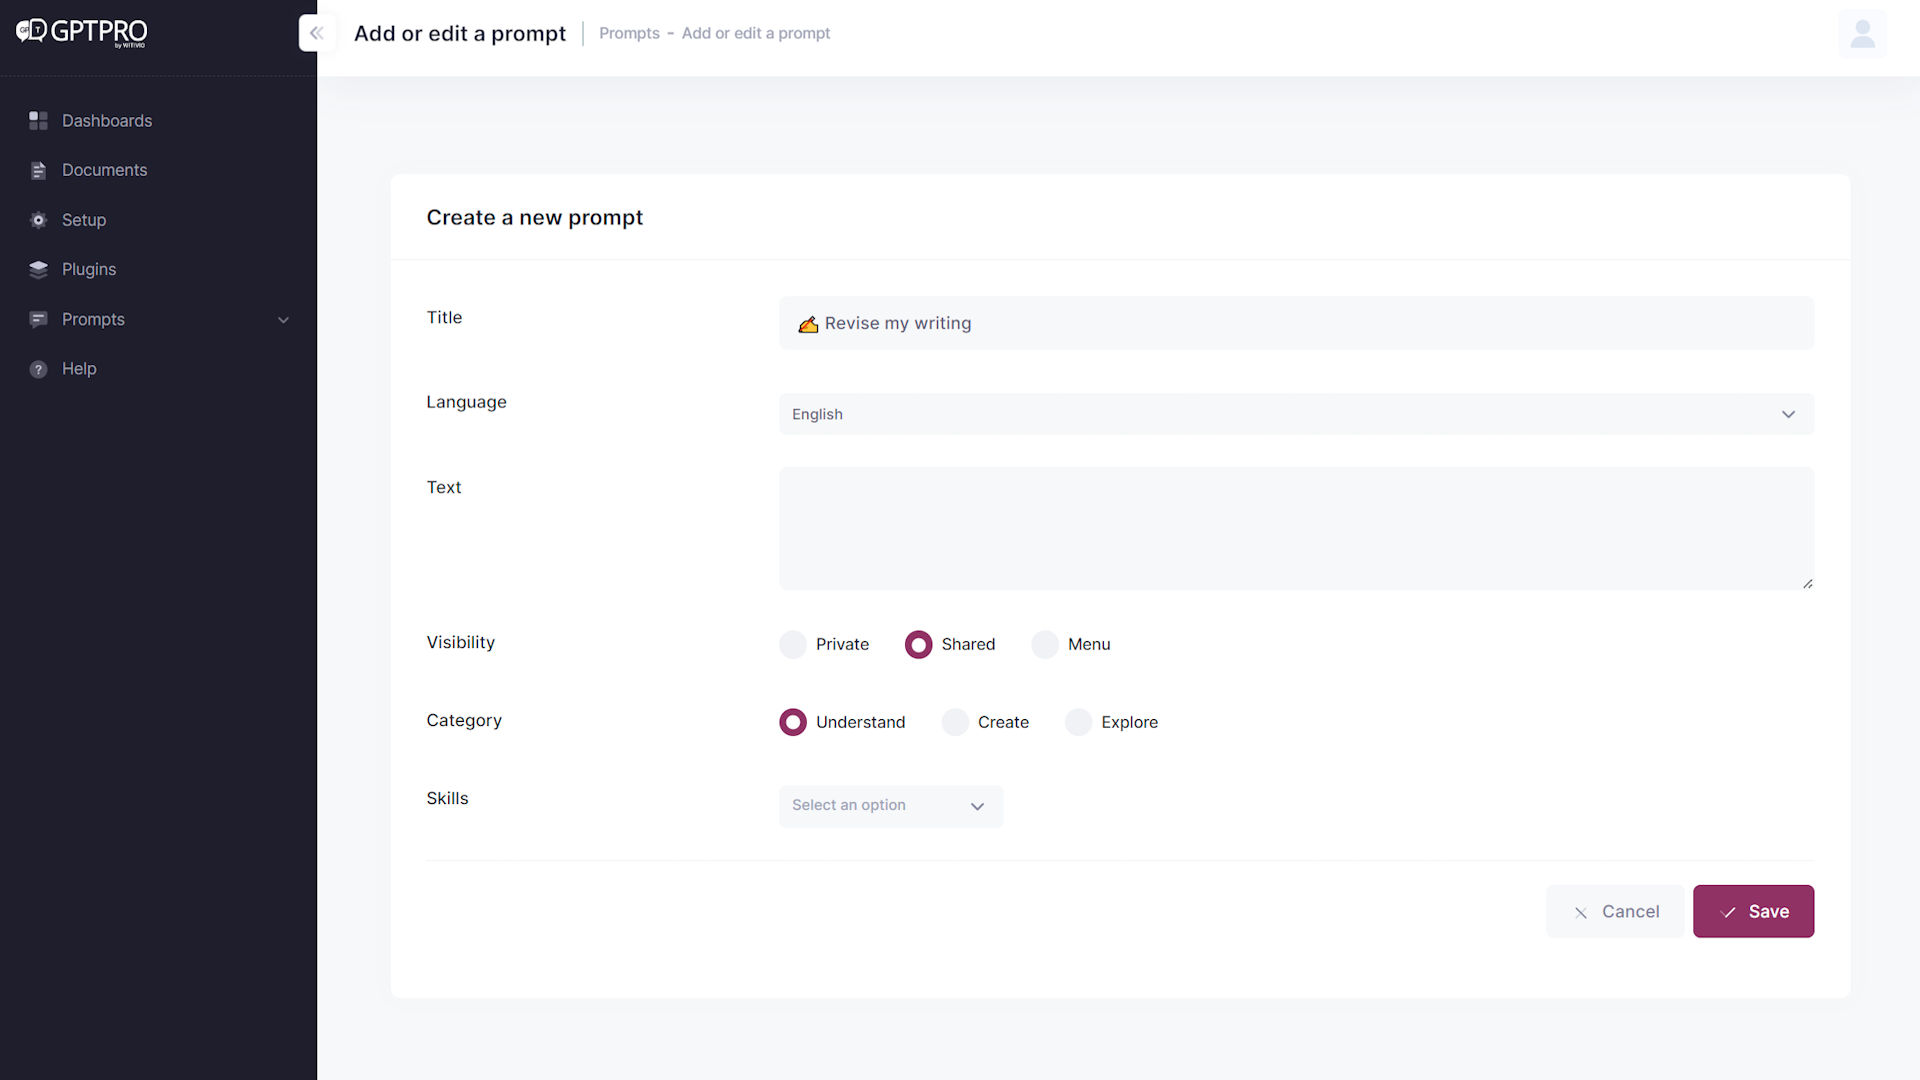 GPTPRO
by WITIVIO
Add or edit a prompt
Prompts - Add or edit a prompt
Dashboards
Documents
Setup
Plugins
Prompts
Help
Create a new prompt
Title
✍️ Revise my writing
Language
English
Text
Visibility
Private
Shared
Menu
Category
Understand
Create
Explore
Skills
Select an option
Cancel
Save